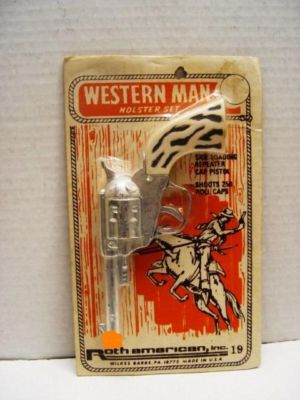 WESTERN MAN
HOLSTER SET
SIDE LOADING
REPEATER
CAP PISTOL
SHOOTS 250
ROLL CAPS
Roth american, inc. 19
WILKES BARRE, PA. 18773 MADE IN U.S.A.